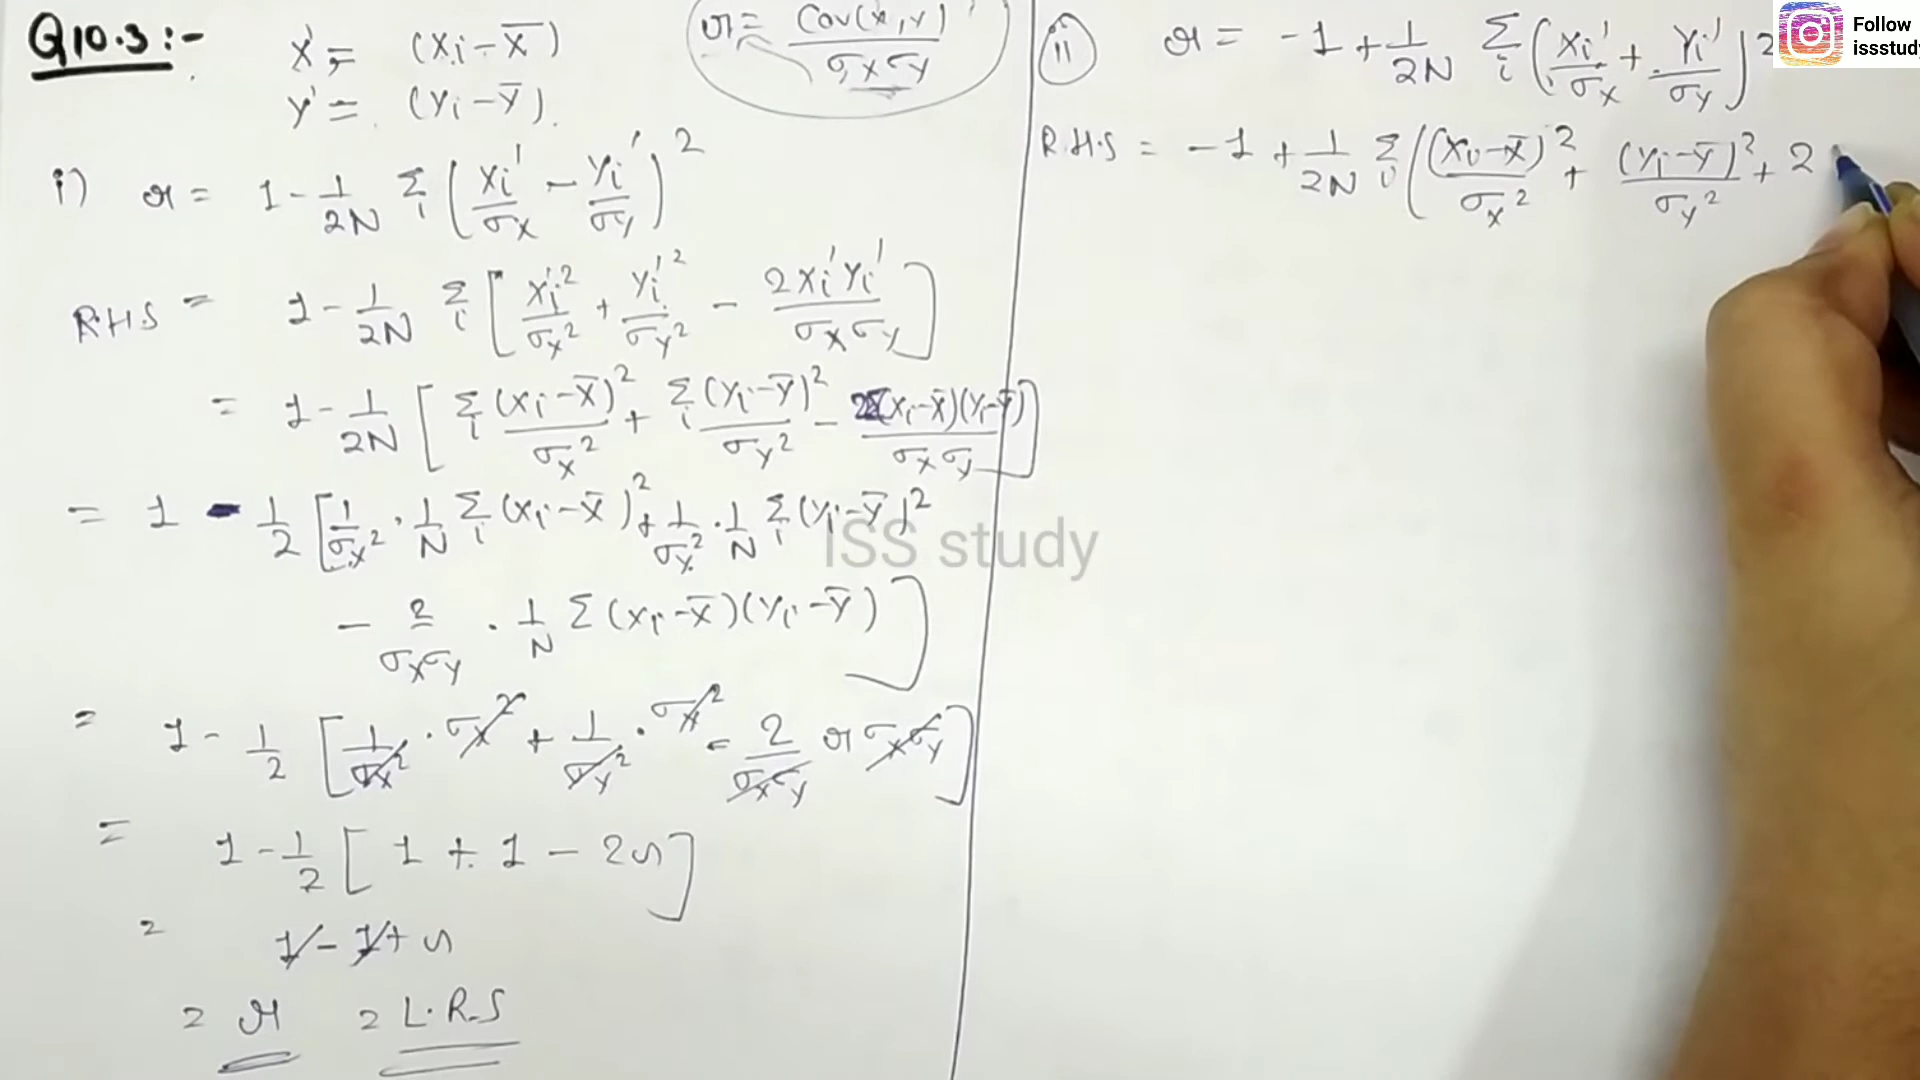 Q10.3:-
x' = (xi - x̄)
y' = (yi - ȳ).
r = Cov(x,y) / σx σy
i) r = 1 - 1/2N Σi (xi'/σx - yi'/σy)²
R.H.S = 1 - 1/2N Σi [xi'²/σx² + yi'²/σy² - 2xi'yi'/σxσy]
= 1 - 1/2N [Σi (xi - x̄)²/σx² + Σi (yi - ȳ)²/σy² - 2Σ(xi - x̄)(yi - ȳ)/σxσy]
= 1 - 1/2 [1/σx² . 1/N Σi (xi - x̄)² + 1/σy² . 1/N Σi (yi - ȳ)²
- 2/σxσy . 1/N Σ (xi - x̄)(yi - ȳ)]
= 1 - 1/2 [1/σx² . σx² + 1/σy² . σx² - 2/σxσy r σxσy]
= 1 - 1/2 [1 + 1 - 2r]
= 1 - 1 + r
= r = L.R.S
ii r = -1 + 1/2N Σi (xi'/σx + yi'/σy)²
R.H.S = -1 + 1/2N Σi ((xi - x̄)²/σx² + (yi - ȳ)²/σy² + 2
ISS study
Follow
issstudy